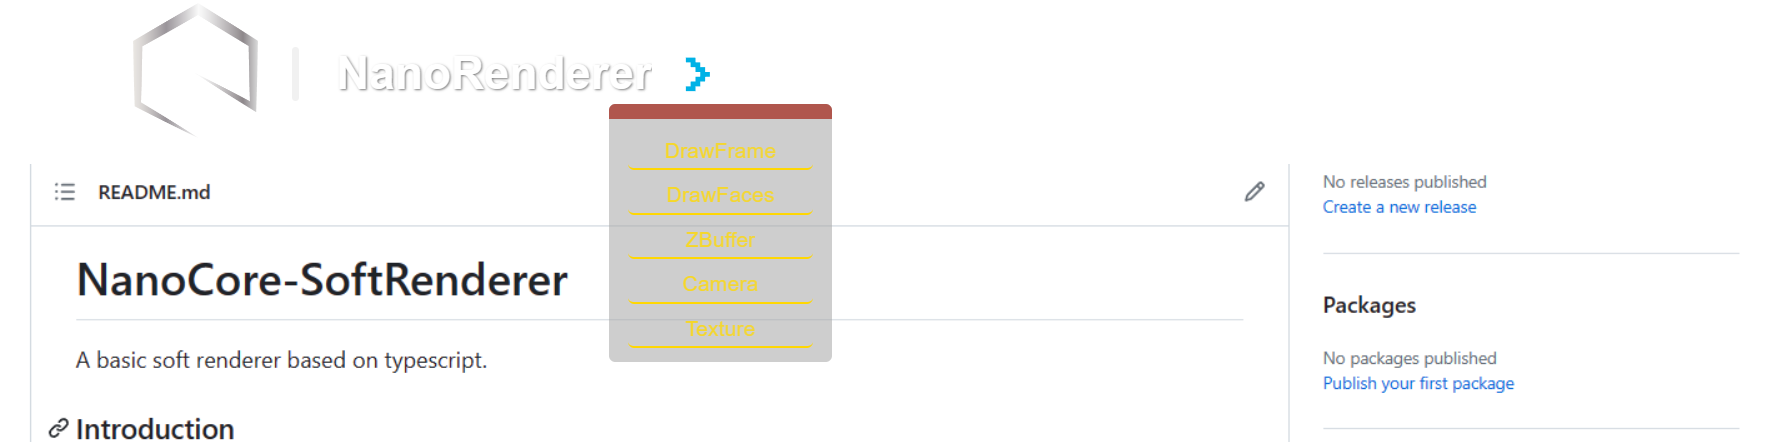 NanoRenderer
DrawFrame
DrawFaces
ZBuffer
Camera
Texture
README.md
NanoCore-SoftRenderer
A basic soft renderer based on typescript.
Introduction
No releases published
Create a new release
Packages
No packages published
Publish your first package